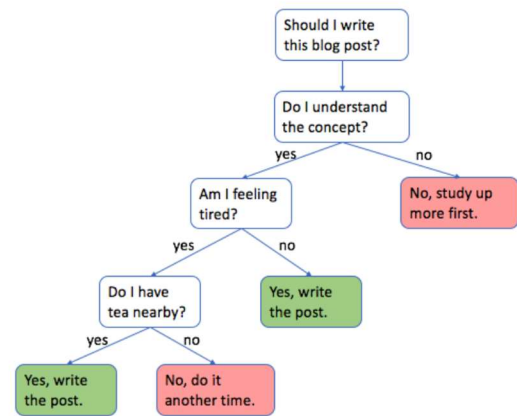 Should I write
this blog post?
Do I understand
the concept?
yes
no
Am I feeling
tired?
No, study up
more first.
yes
no
Do I have
tea nearby?
Yes, write
the post.
yes
no
Yes, write
the post.
No, do it
another time.